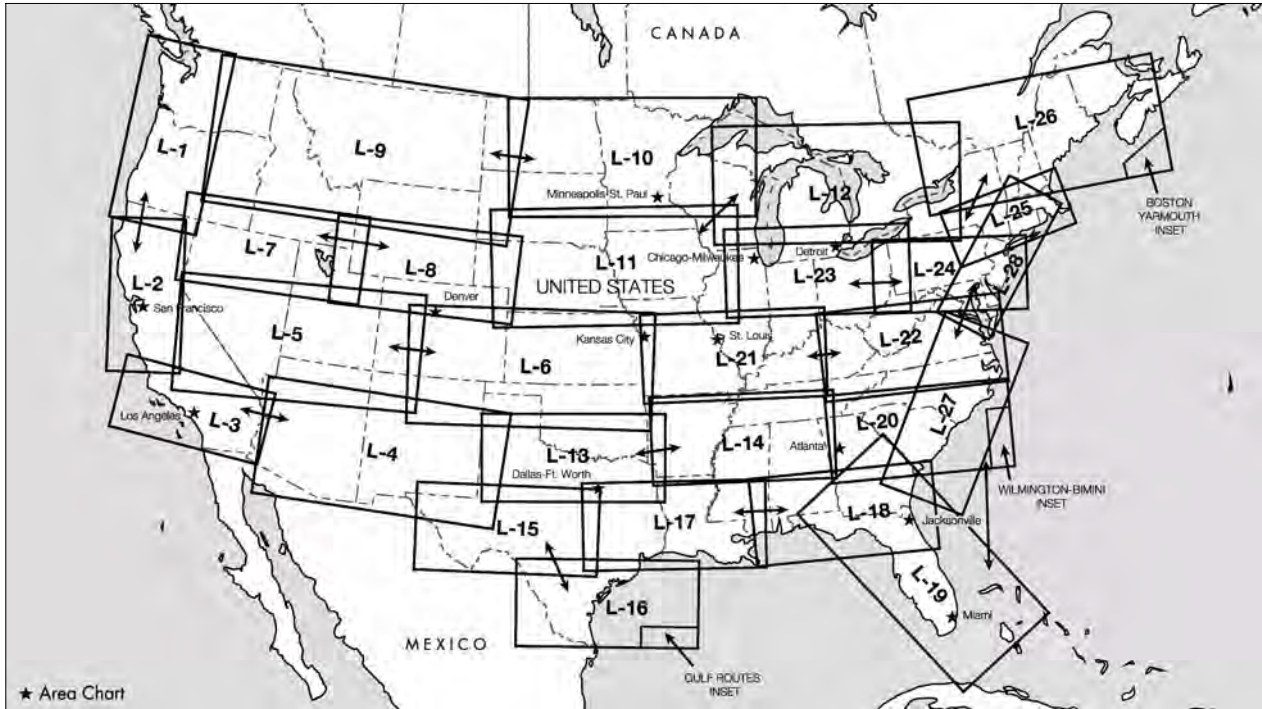 CANADA
L-26
L-1
L-9
L-10
Minneapolis St. Paul
L-12
BOSTON
YARMOUTH
INSET
L-25
L-7
L-8
L-11
Chicago-Milwaukee
Detroit
L-23
L-24
L-28
L-2
San Francisco
Denver
UNITED STATES
L-5
L-6
Kansas City
St. Louis
L-21
L-22
Los Angeles
L-3
L-4
L-13
Dallas-Ft. Worth
L-14
Atlanta
L-20
L-27
WILMINGTON-BIMINI
INSET
L-15
L-17
L-18
Jacksonville
L-16
L-19
Miami
MEXICO
GULF ROUTES
INSET
★ Area Chart